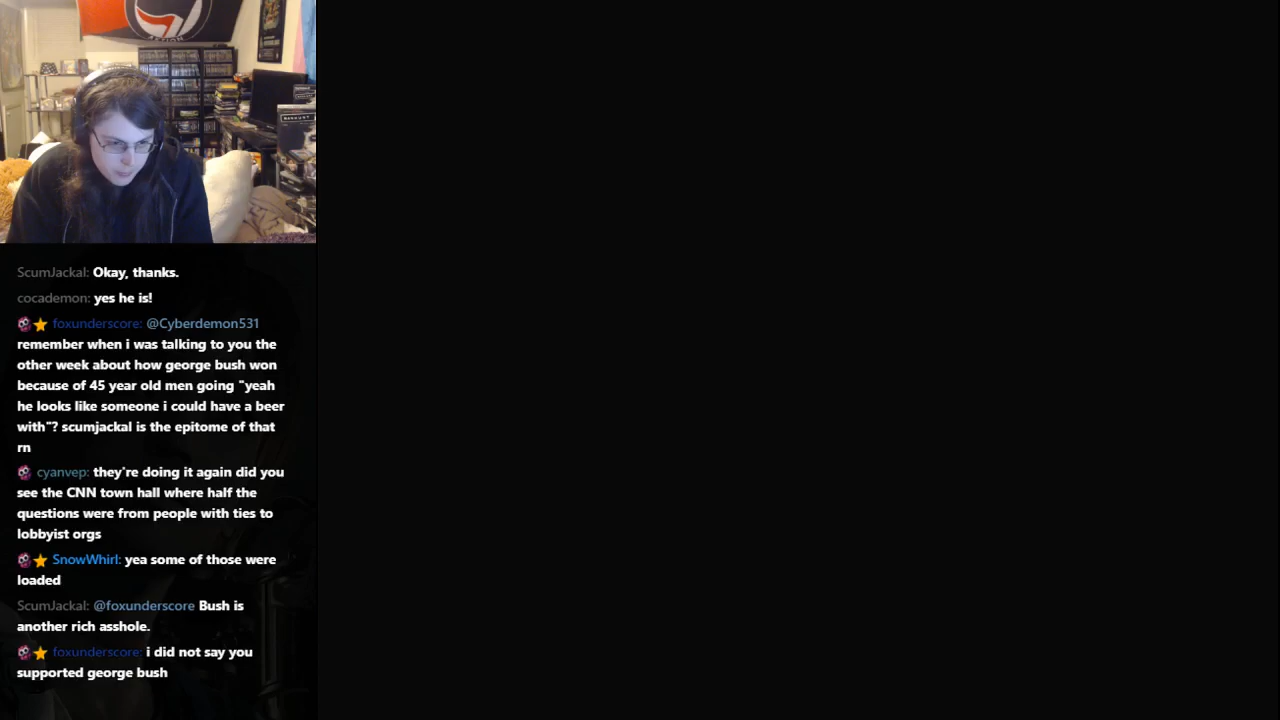 ACTION
MANHUNT
ScumJackal: Okay, thanks.
cocademon: yes he is!
foxunderscore: @Cyberdemon531
remember when i was talking to you the
other week about how george bush won
because of 45 year old men going "yeah
he looks like someone i could have a beer
with"? scumjackal is the epitome of that
rn
cyanvep: they're doing it again did you
see the CNN town hall where half the
questions were from people with ties to
lobbyist orgs
SnowWhirl: yea some of those were
loaded
ScumJackal: @foxunderscore Bush is
another rich asshole.
foxunderscore: i did not say you
supported george bush